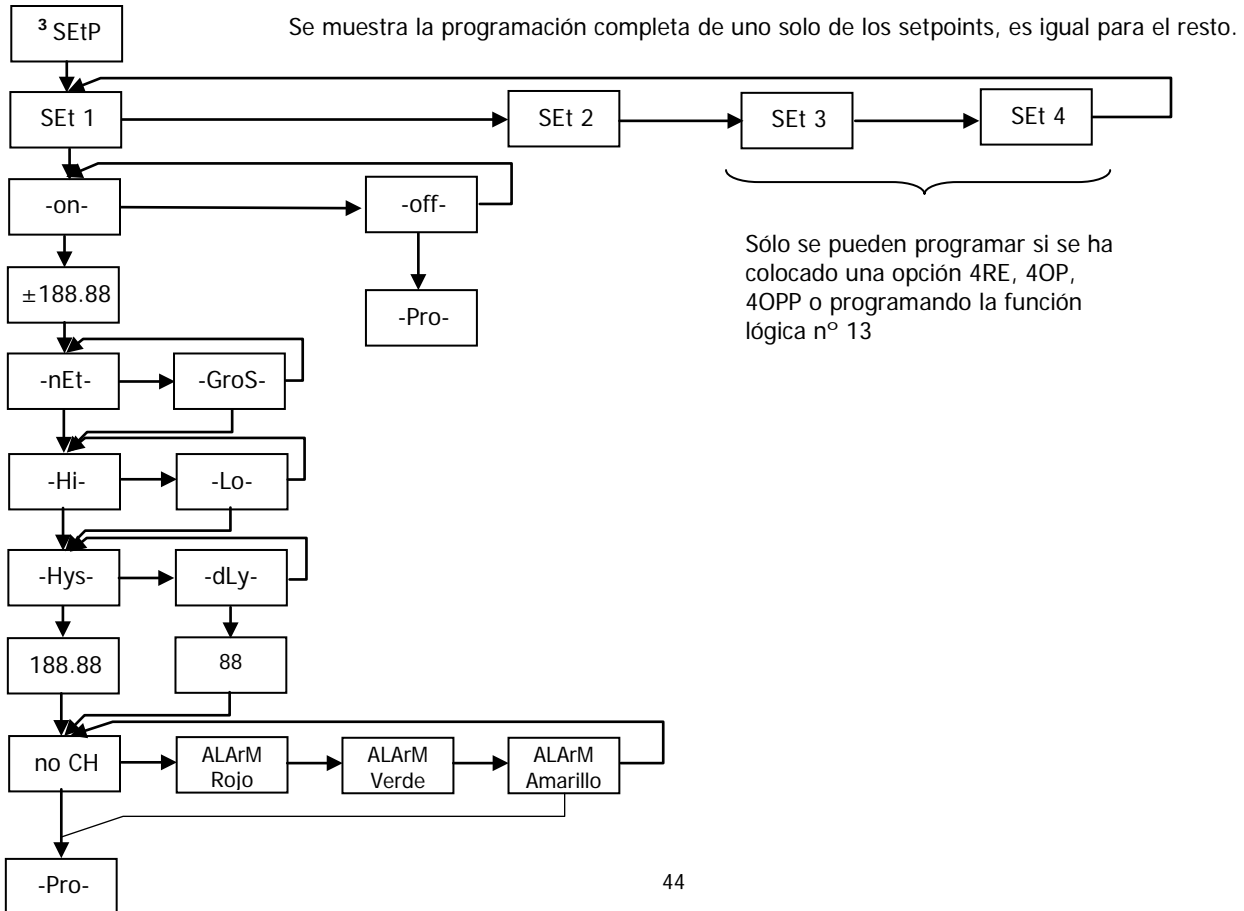 ³ SEtP
Se muestra la programación completa de uno solo de los setpoints, es igual para el resto.
SEt 1
SEt 2
SEt 3
SEt 4
-on-
-off-
Sólo se pueden programar si se ha
colocado una opción 4RE, 4OP,
4OPP o programando la función
lógica nº 13
±188.88
-Pro-
-nEt-
-GroS-
-Hi-
-Lo-
-Hys-
-dLy-
188.88
88
no CH
ALArM
Rojo
ALArM
Verde
ALArM
Amarillo
-Pro-
44